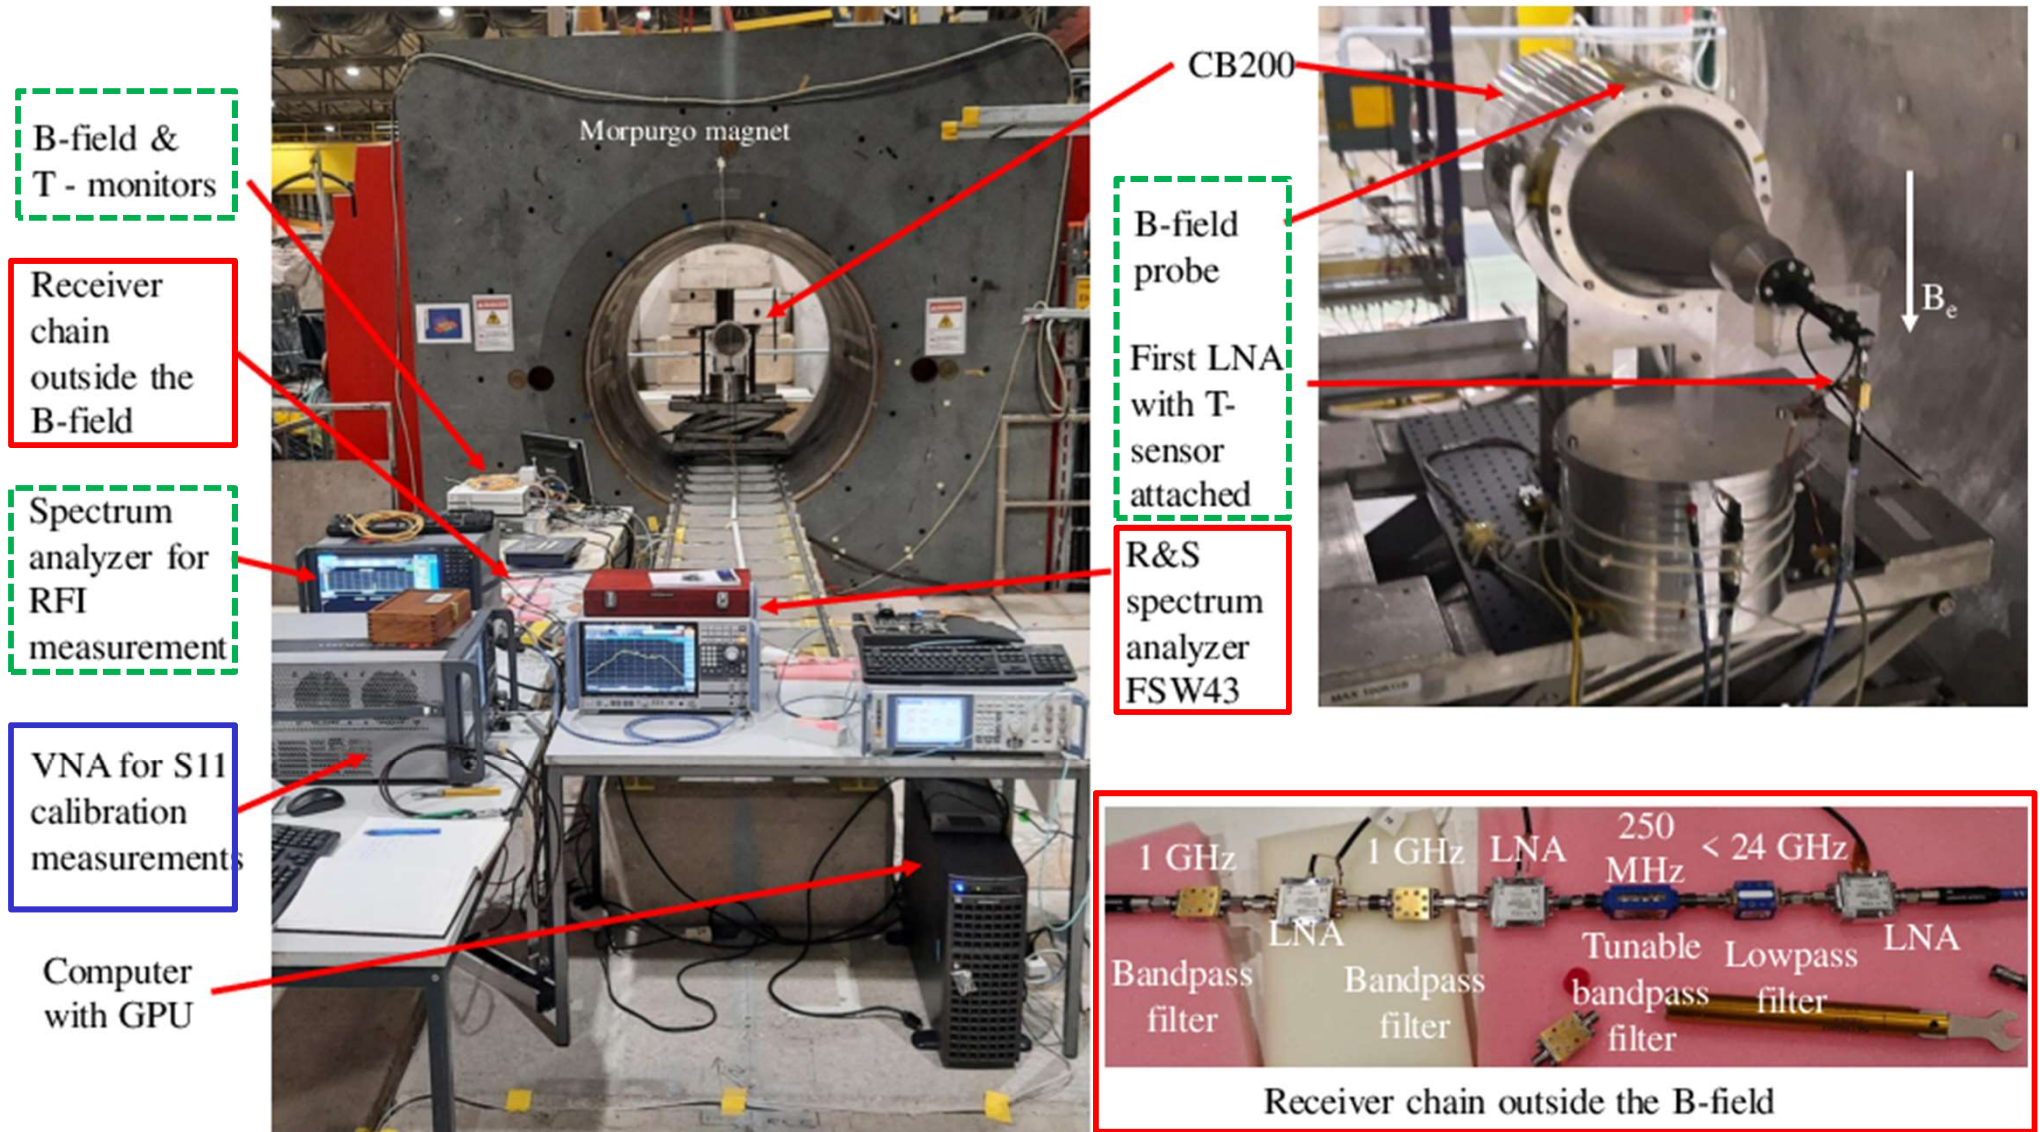 B-field &
T - monitors
Receiver
chain
outside the
B-field
Spectrum
analyzer for
RFI
measurement
VNA for S11
calibration
measurements
Computer
with GPU
Morpurgo magnet
CB200
B-field
probe
First LNA
with T-
sensor
attached
R&S
spectrum
analyzer
FSW43
B_e
1 GHz
Bandpass
filter
LNA
1 GHz
Bandpass
filter
LNA
250
MHz
Tunable
bandpass
filter
< 24 GHz
Lowpass
filter
LNA
Receiver chain outside the B-field